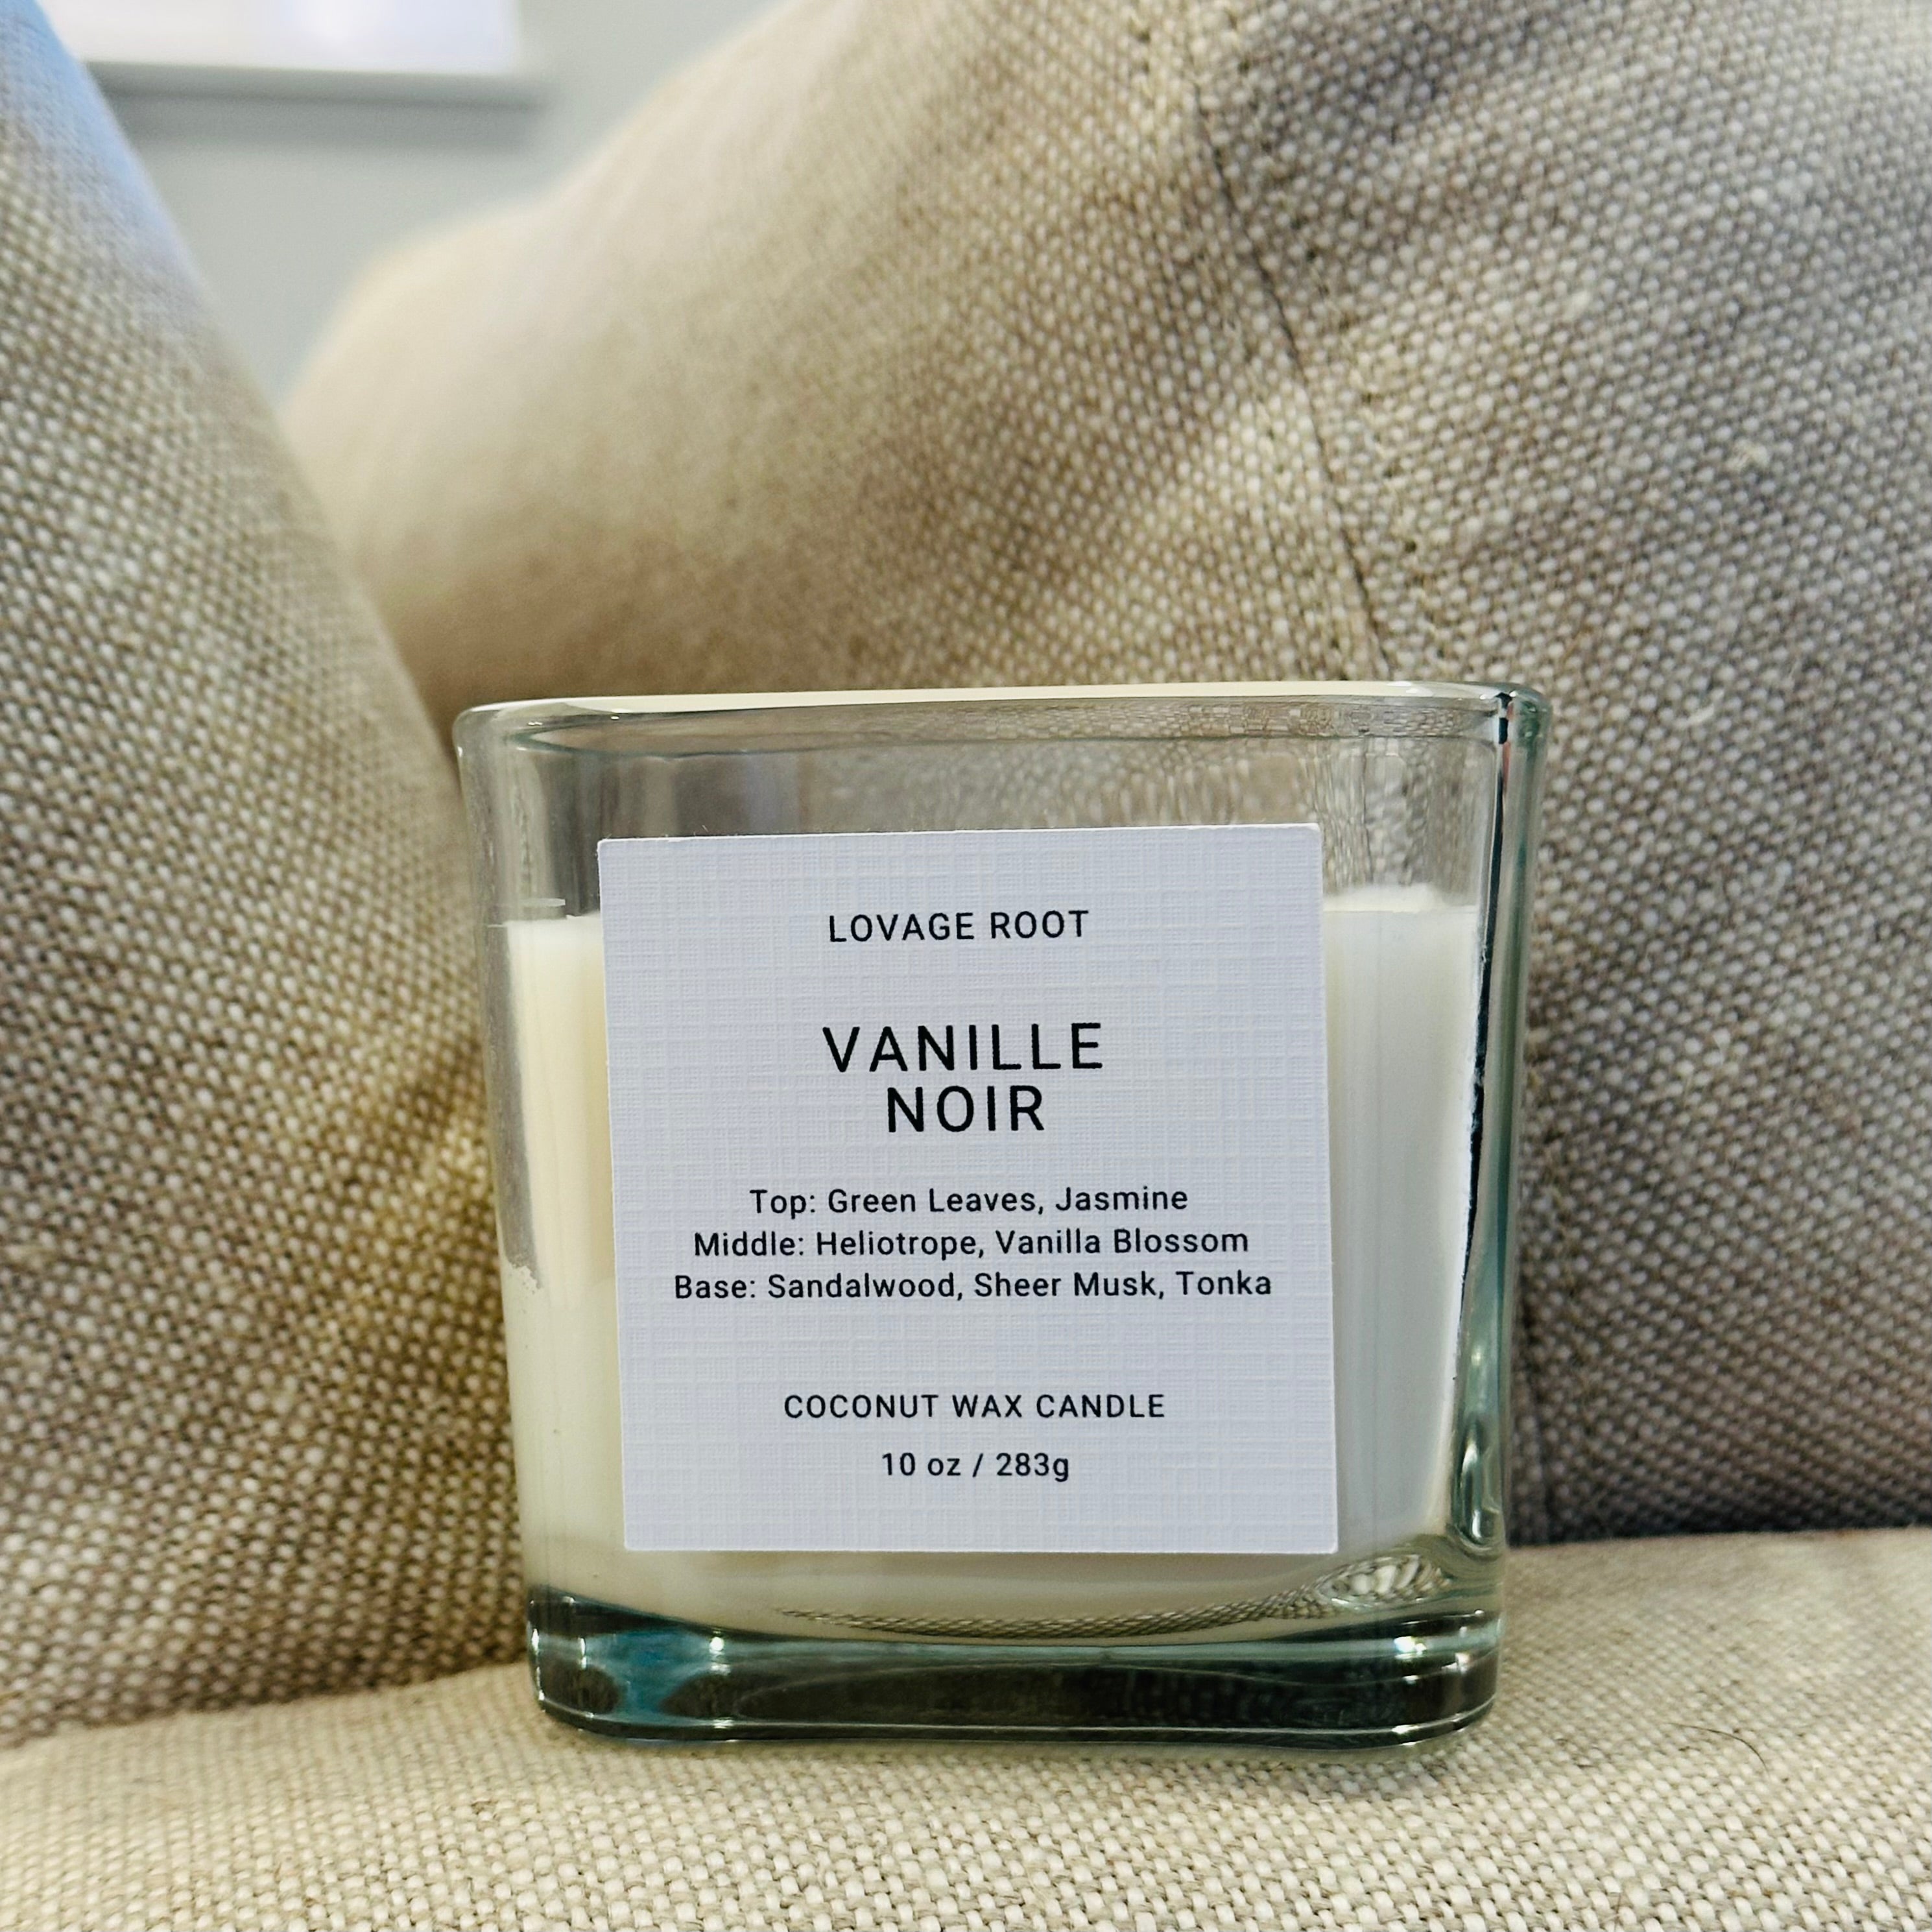 LOVAGE ROOT
VANILLE
NOIR
Top: Green Leaves, Jasmine
Middle: Heliotrope, Vanilla Blossom
Base: Sandalwood, Sheer Musk, Tonka
COCONUT WAX CANDLE
10 oz / 283g